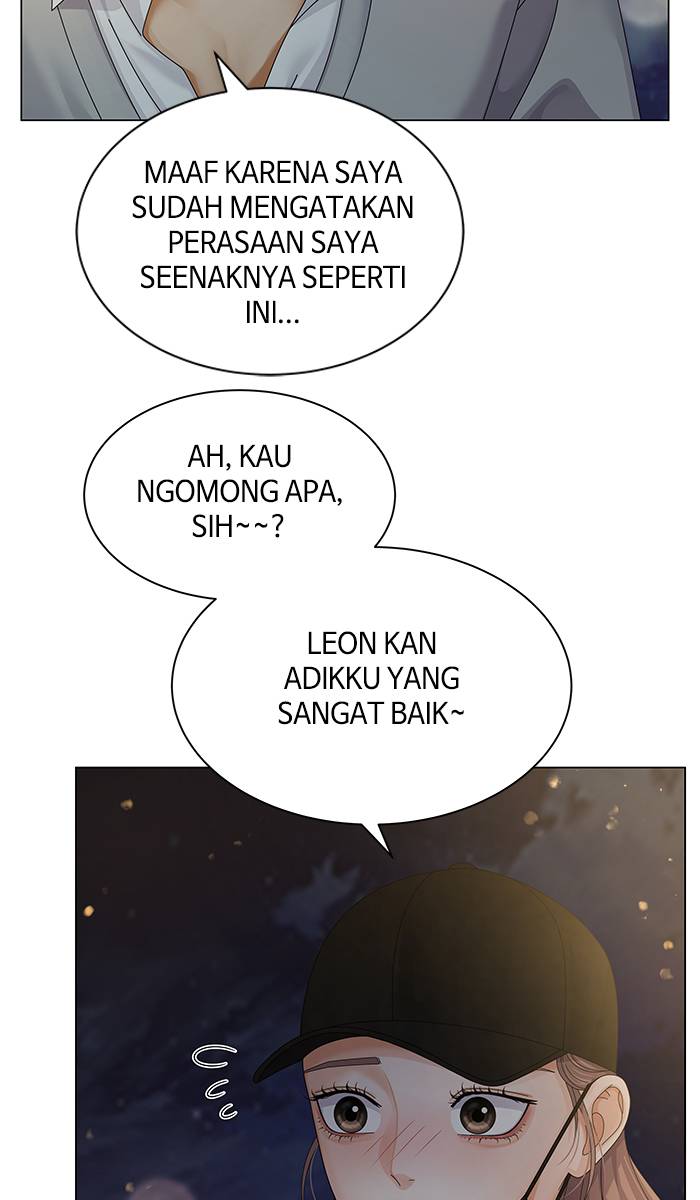 MAAF KARENA SAYA
SUDAH MENGATAKAN
PERASAAN SAYA
SEENAKNYA SEPERTI
INI...
AH, KAU
NGOMONG APA,
SIH~~?
LEON KAN
ADIKKU YANG
SANGAT BAIK~